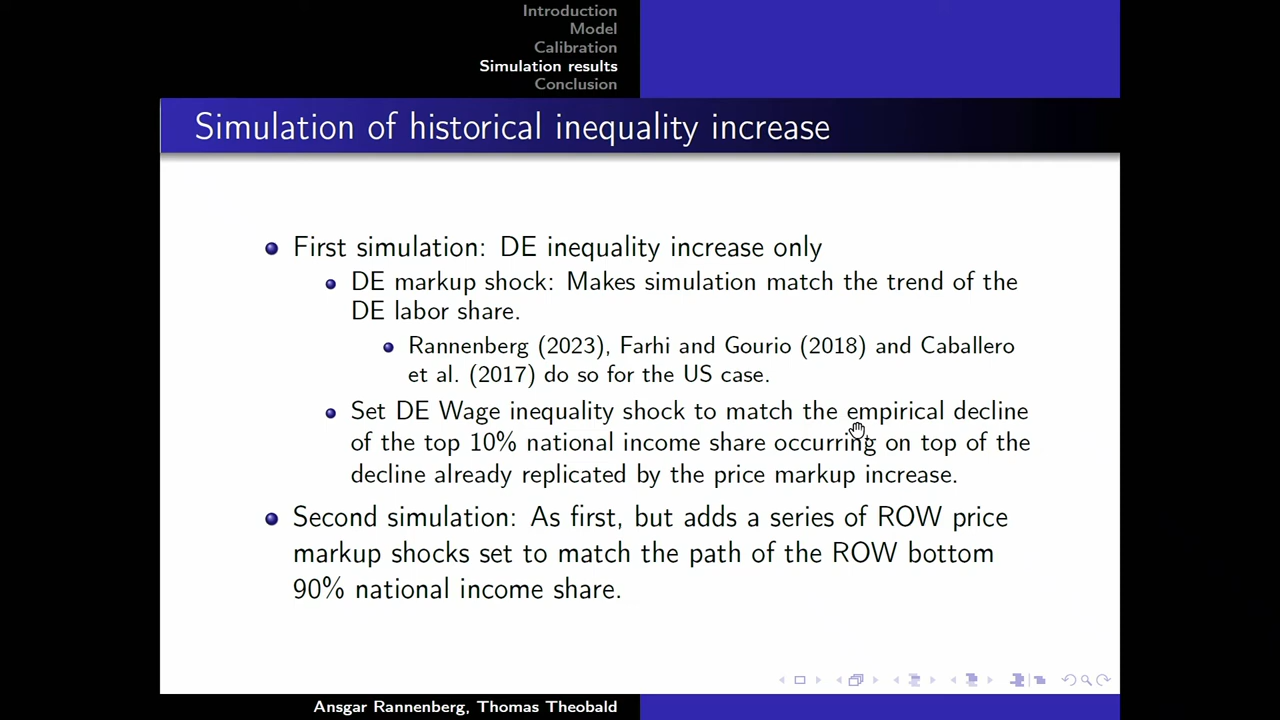 Introduction
Model
Calibration
Simulation results
Conclusion
Simulation of historical inequality increase
First simulation: DE inequality increase only
DE markup shock: Makes simulation match the trend of the
DE labor share.
Rannenberg (2023), Farhi and Gourio (2018) and Caballero
et al. (2017) do so for the US case.
Set DE Wage inequality shock to match the empirical decline
of the top 10% national income share occurring on top of the
decline already replicated by the price markup increase.
Second simulation: As first, but adds a series of ROW price
markup shocks set to match the path of the ROW bottom
90% national income share.
Ansgar Rannenberg, Thomas Theobald